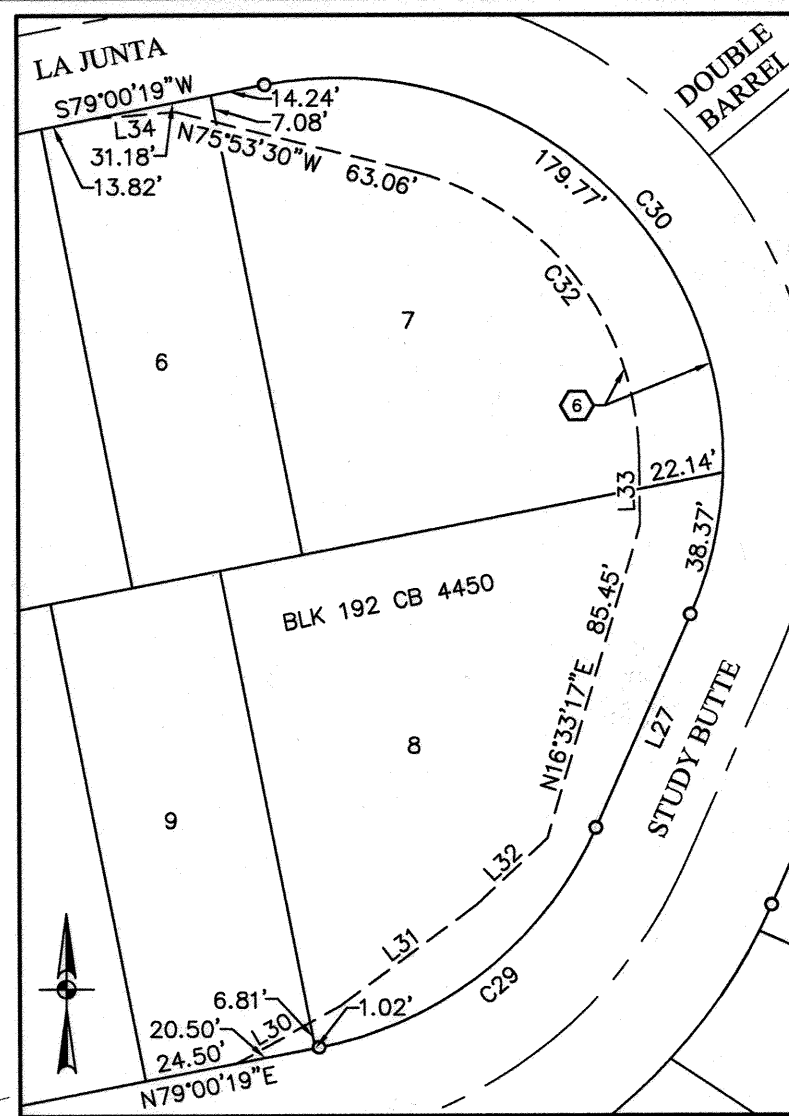 LA JUNTA
S79°00'19"W
14.24'
7.08'
L34
N75°53'30"W
31.18'
63.06'
13.82'
DOUBLE
BARREL
179.77'
C30
C32
6
7
6
22.14'
L33
38.37'
BLK 192 CB 4450
N16°33'17"E 85.45'
L27
STUDY BUTTE
8
9
L32
L31
C29
6.81'
1.02'
20.50'
L30
24.50'
N79°00'19"E